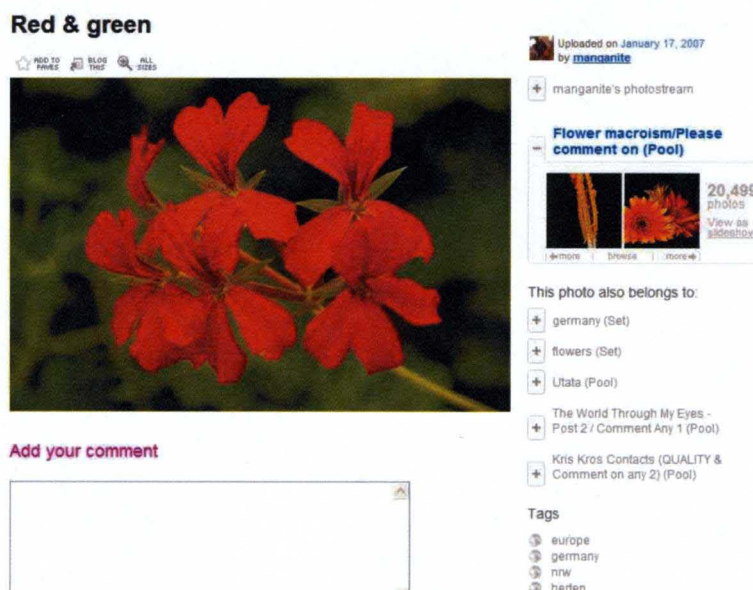 Red & green
ADD TO FAVES
BLOG THIS
ALL SIZES
Uploaded on January 17, 2007
by manganite
manganite's photostream
Flower macroism/Please
comment on (Pool)
20,499
photos
View as
slideshow
more
browse
more
This photo also belongs to:
germany (Set)
flowers (Set)
Utata (Pool)
The World Through My Eyes -
Post 2 / Comment Any 1 (Pool)
Kris Kros Contacts (QUALITY &
Comment on any 2) (Pool)
Add your comment
Tags
europe
germany
nrw
herten